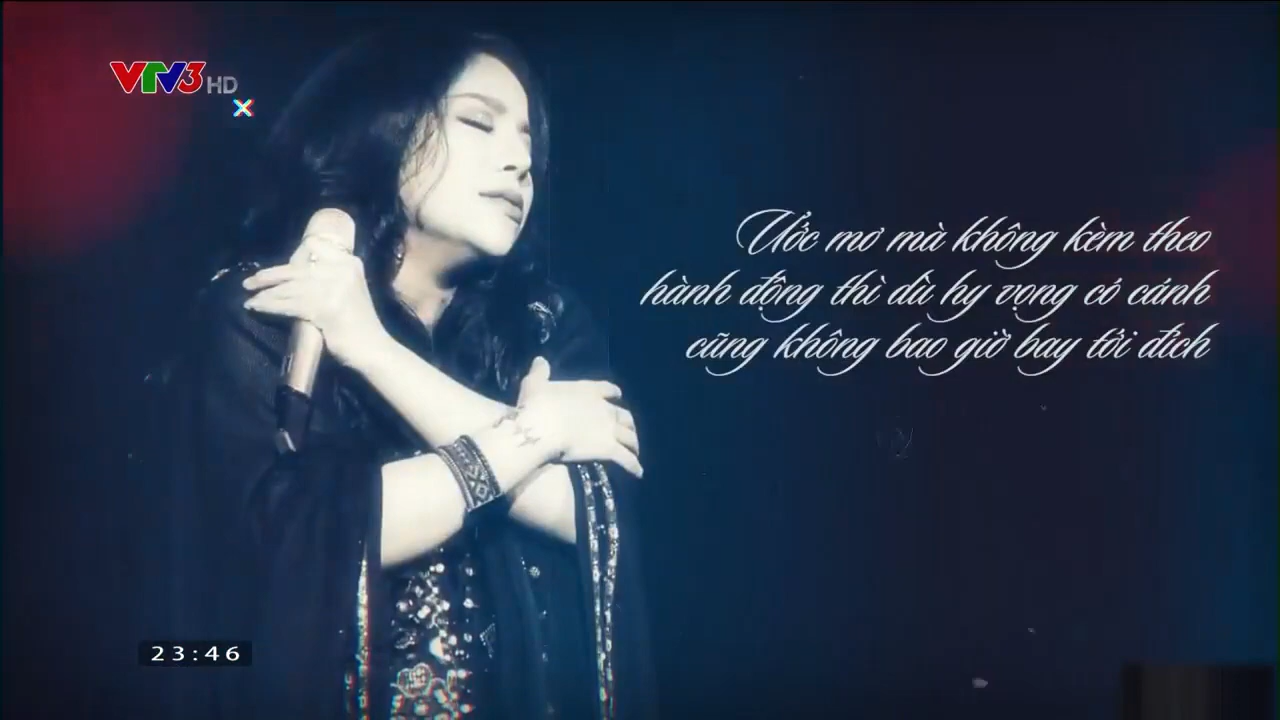 VTV3 HD
Ước mơ mà không kèm theo
hành động thì dù hy vọng có cánh
cũng không bao giờ bay tới đích
23:46